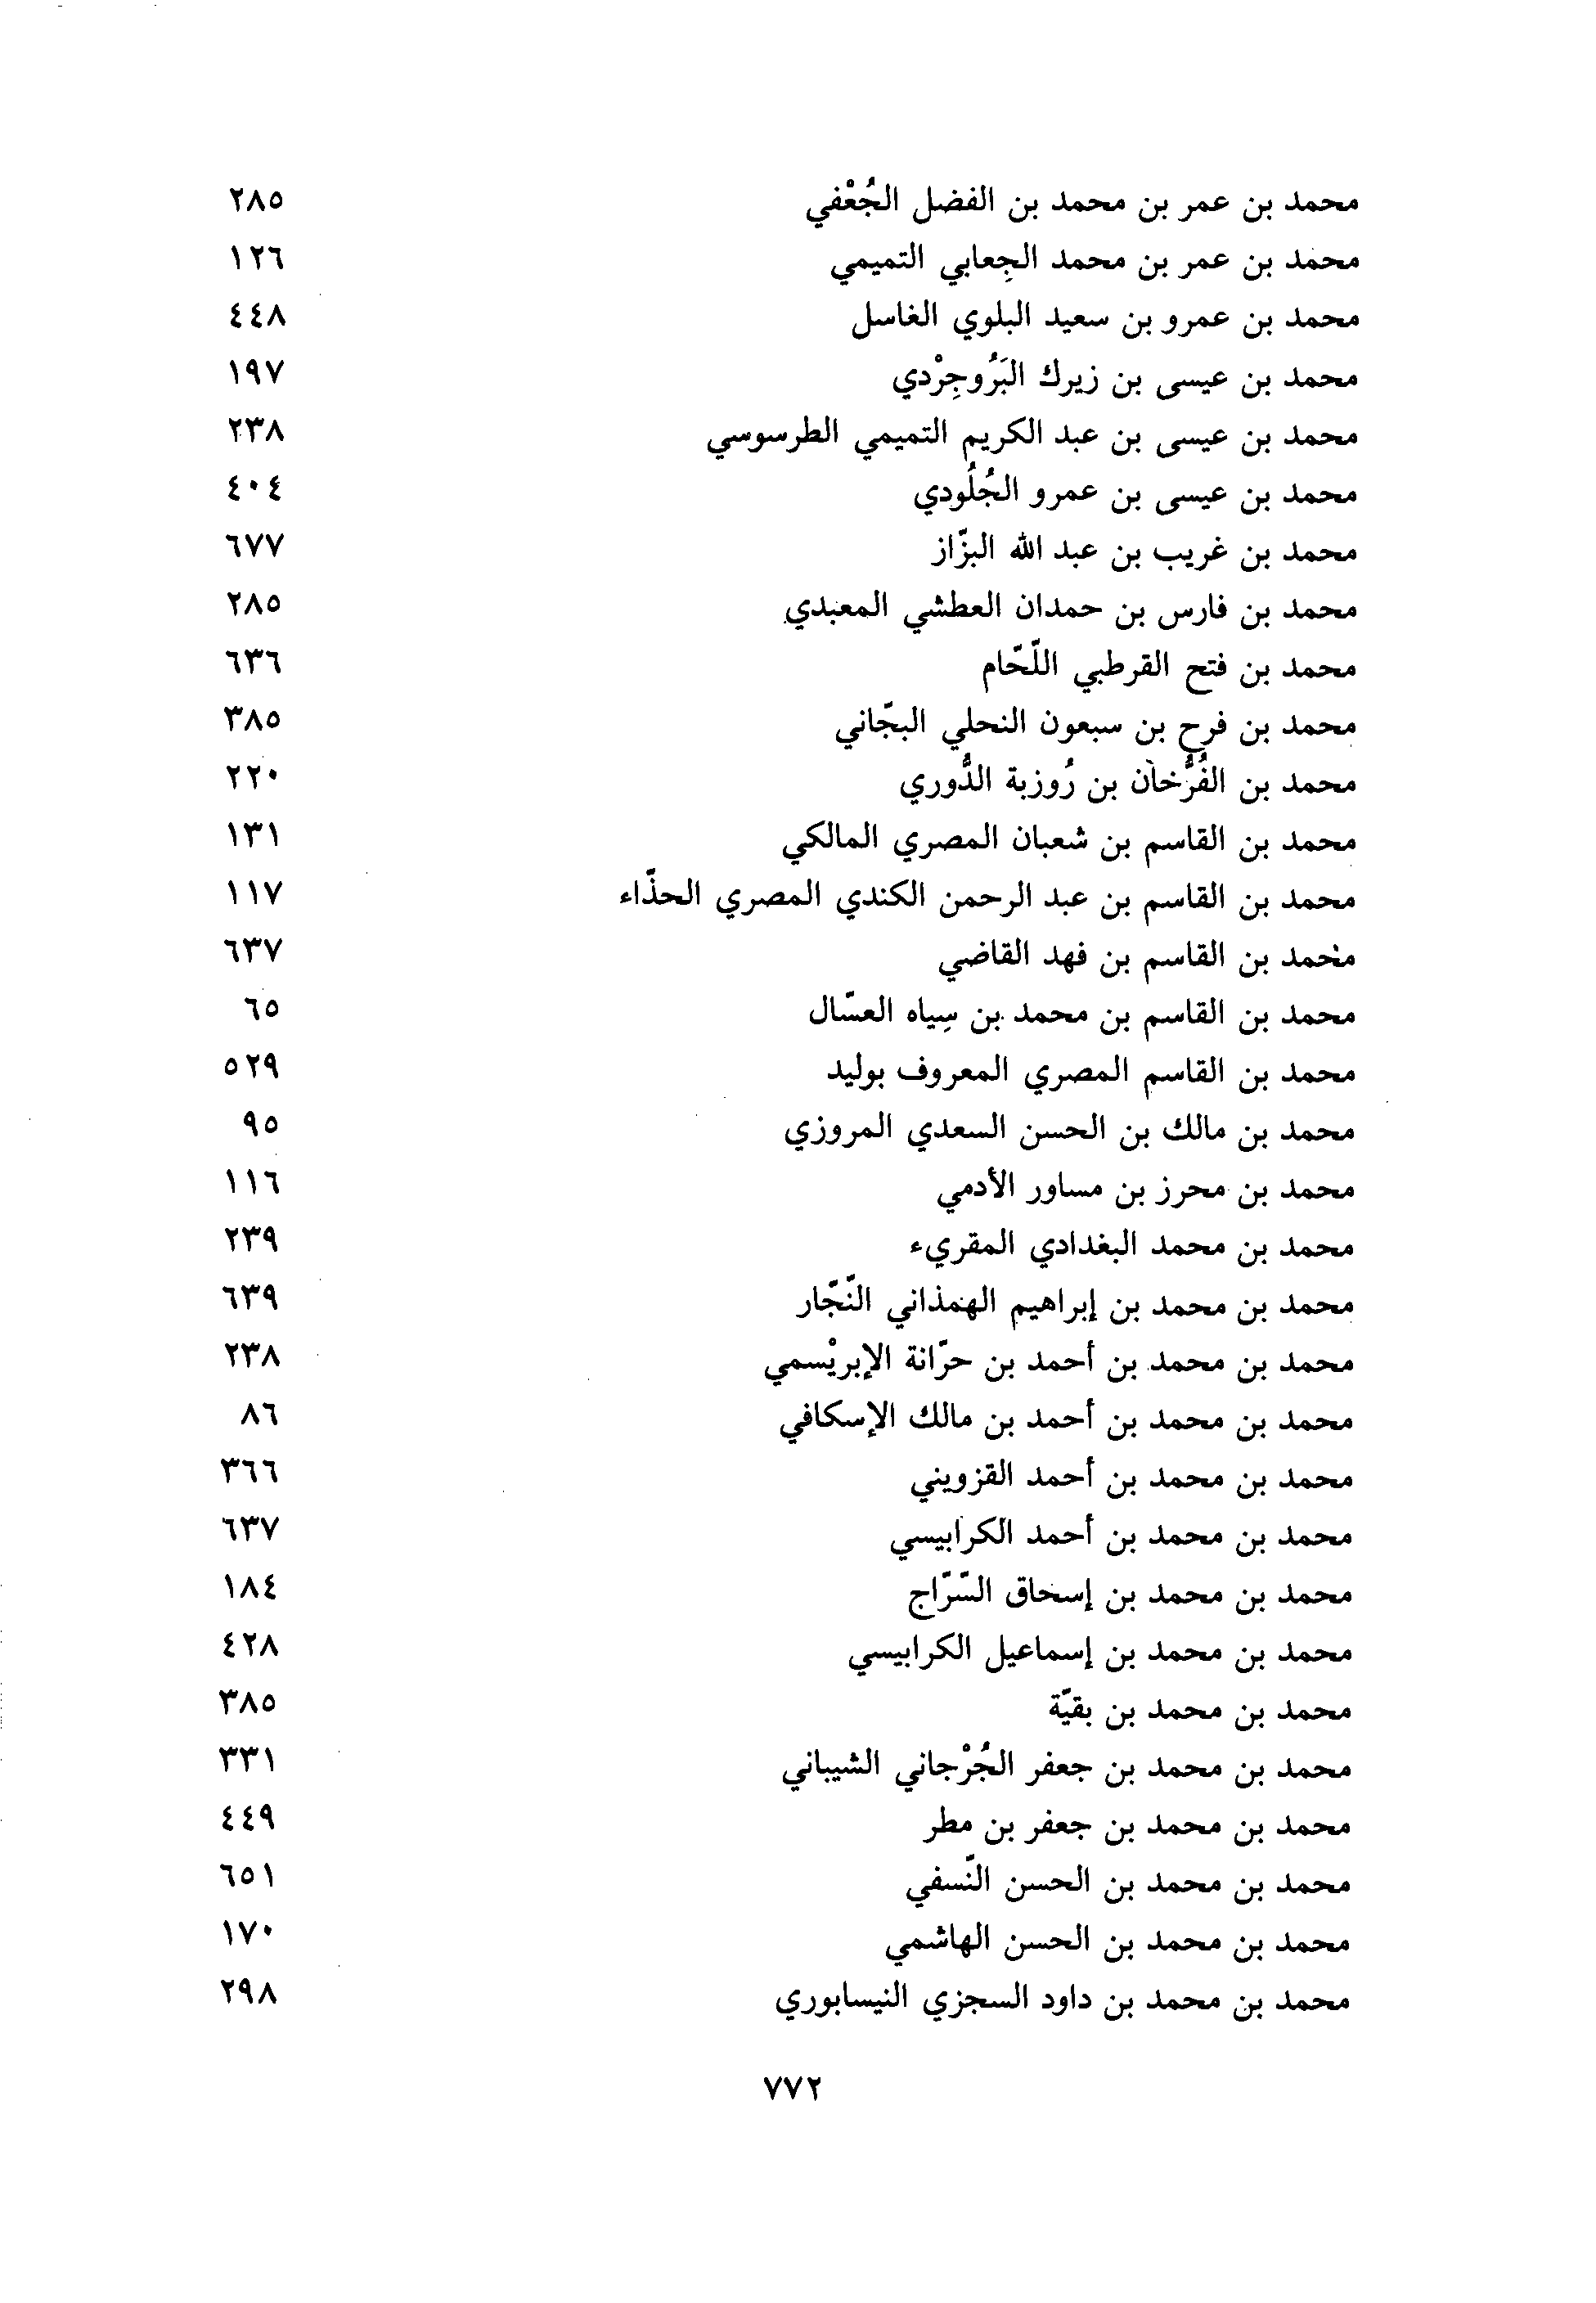 محمد بن عمر بن محمد بن الفضل الجُعْفي ٢٨٥
محمد بن عمر بن محمد الجِعابي التميمي ١٢٦
محمد بن عمرو بن سعيد البلوي الغاسل ٤٤٨
محمد بن عيسى بن زيرك البَرُوجِرْدي ١٩٧
محمد بن عيسى بن عبد الكريم التميمي الطرسوسي ٢٣٨
محمد بن عيسى بن عمرو الجُلُودي ٤٠٤
محمد بن غريب بن عبد الله البزّاز ٦٧٧
محمد بن فارس بن حمدان العطشي المعبدي ٢٨٥
محمد بن فتح القرطبي اللّحّام ٦٣٦
محمد بن فرح بن سبعون النحلي البجّاني ٣٨٥
محمد بن الفُرُّخان بن رُوزبة الدُّوري ٢٢٠
محمد بن القاسم بن شعبان المصري المالكي ١٣١
محمد بن القاسم بن عبد الرحمن الكندي المصري الحذّاء ١١٧
محمد بن القاسم بن فهد القاضي ٦٣٧
محمد بن القاسم بن محمد بن سِياه العسّال ٦٥
محمد بن القاسم المصري المعروف بوليد ٥٢٩
محمد بن مالك بن الحسن السعدي المروزي ٩٥
محمد بن محرز بن مساور الأدمي ١١٦
محمد بن محمد البغدادي المقريء ٢٣٩
محمد بن محمد بن إبراهيم الهمذاني النّجّار ٦٣٩
محمد بن محمد بن أحمد بن حرّانة الإبريْسمي ٢٣٨
محمد بن محمد بن أحمد بن مالك الإسكافي ٨٦
محمد بن محمد بن أحمد القزويني ٣٦٦
محمد بن محمد بن أحمد الكرابيسي ٦٣٧
محمد بن محمد بن إسحاق السّرّاج ١٨٤
محمد بن محمد بن إسماعيل الكرابيسي ٤٢٨
محمد بن محمد بن بقيّة ٣٨٥
محمد بن محمد بن جعفر الجُرْجاني الشيباني ٣٣١
محمد بن محمد بن جعفر بن مطر ٤٤٩
محمد بن محمد بن الحسن النّسفي ٦٥١
محمد بن محمد بن الحسن الهاشمي ١٧٠
محمد بن محمد بن داود السجزي النيسابوري ٢٩٨
٧٧٢